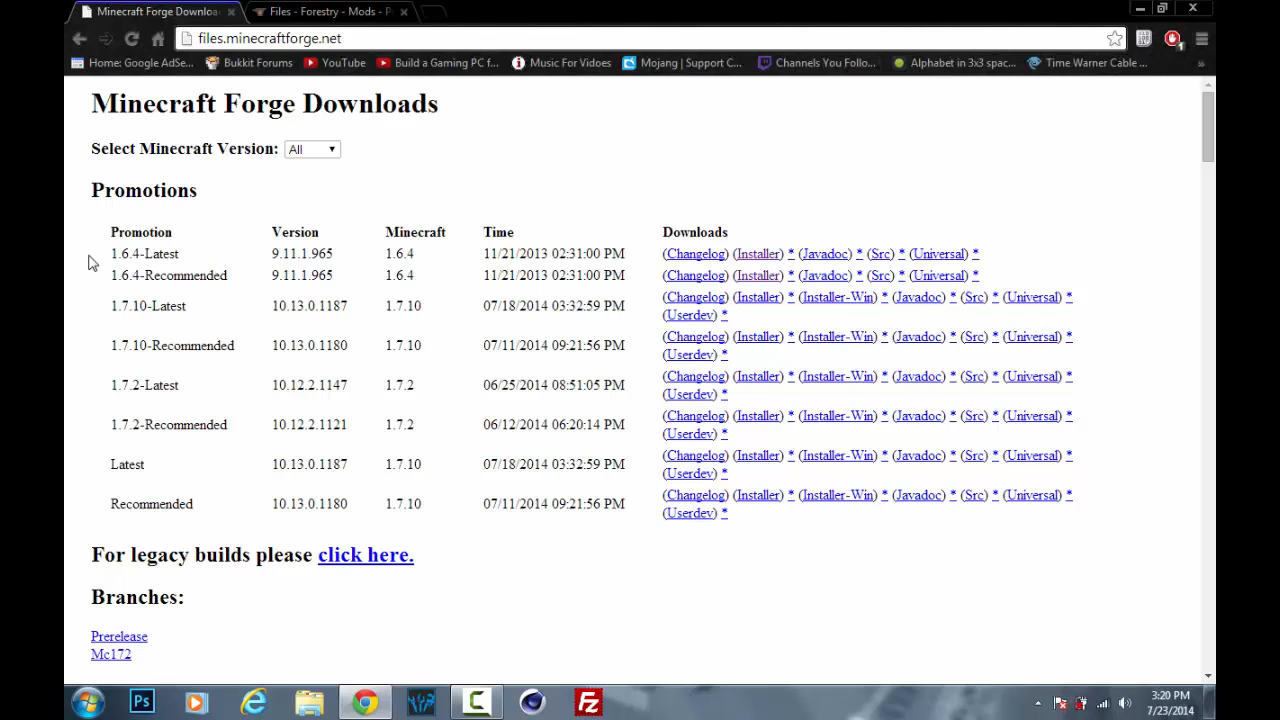 Minecraft Forge Downloa
Files - Forestry - Mods - P
files.minecraftforge.net
Home: Google AdSe...
Bukkit Forums
YouTube
Build a Gaming PC f...
Music For Vidoes
Mojang | Support C...
Channels You Follo...
Alphabet in 3x3 spac...
Time Warner Cable ...
»
Minecraft Forge Downloads
Select Minecraft Version: All
Promotions
Promotion Version Minecraft Time Downloads
1.6.4-Latest 9.11.1.965 1.6.4 11/21/2013 02:31:00 PM (Changelog) (Installer) * (Javadoc) * (Src) * (Universal) *
1.6.4-Recommended 9.11.1.965 1.6.4 11/21/2013 02:31:00 PM (Changelog) (Installer) * (Javadoc) * (Src) * (Universal) *
1.7.10-Latest 10.13.0.1187 1.7.10 07/18/2014 03:32:59 PM (Changelog) (Installer) * (Installer-Win) * (Javadoc) * (Src) * (Universal) *
(Userdev) *
1.7.10-Recommended 10.13.0.1180 1.7.10 07/11/2014 09:21:56 PM (Changelog) (Installer) * (Installer-Win) * (Javadoc) * (Src) * (Universal) *
(Userdev) *
1.7.2-Latest 10.12.2.1147 1.7.2 06/25/2014 08:51:05 PM (Changelog) (Installer) * (Installer-Win) * (Javadoc) * (Src) * (Universal) *
(Userdev) *
1.7.2-Recommended 10.12.2.1121 1.7.2 06/12/2014 06:20:14 PM (Changelog) (Installer) * (Installer-Win) * (Javadoc) * (Src) * (Universal) *
(Userdev) *
Latest 10.13.0.1187 1.7.10 07/18/2014 03:32:59 PM (Changelog) (Installer) * (Installer-Win) * (Javadoc) * (Src) * (Universal) *
(Userdev) *
Recommended 10.13.0.1180 1.7.10 07/11/2014 09:21:56 PM (Changelog) (Installer) * (Installer-Win) * (Javadoc) * (Src) * (Universal) *
(Userdev) *
For legacy builds please click here.
Branches:
Prerelease
Mc172
Ps
C
Fz
3:20 PM
7/23/2014